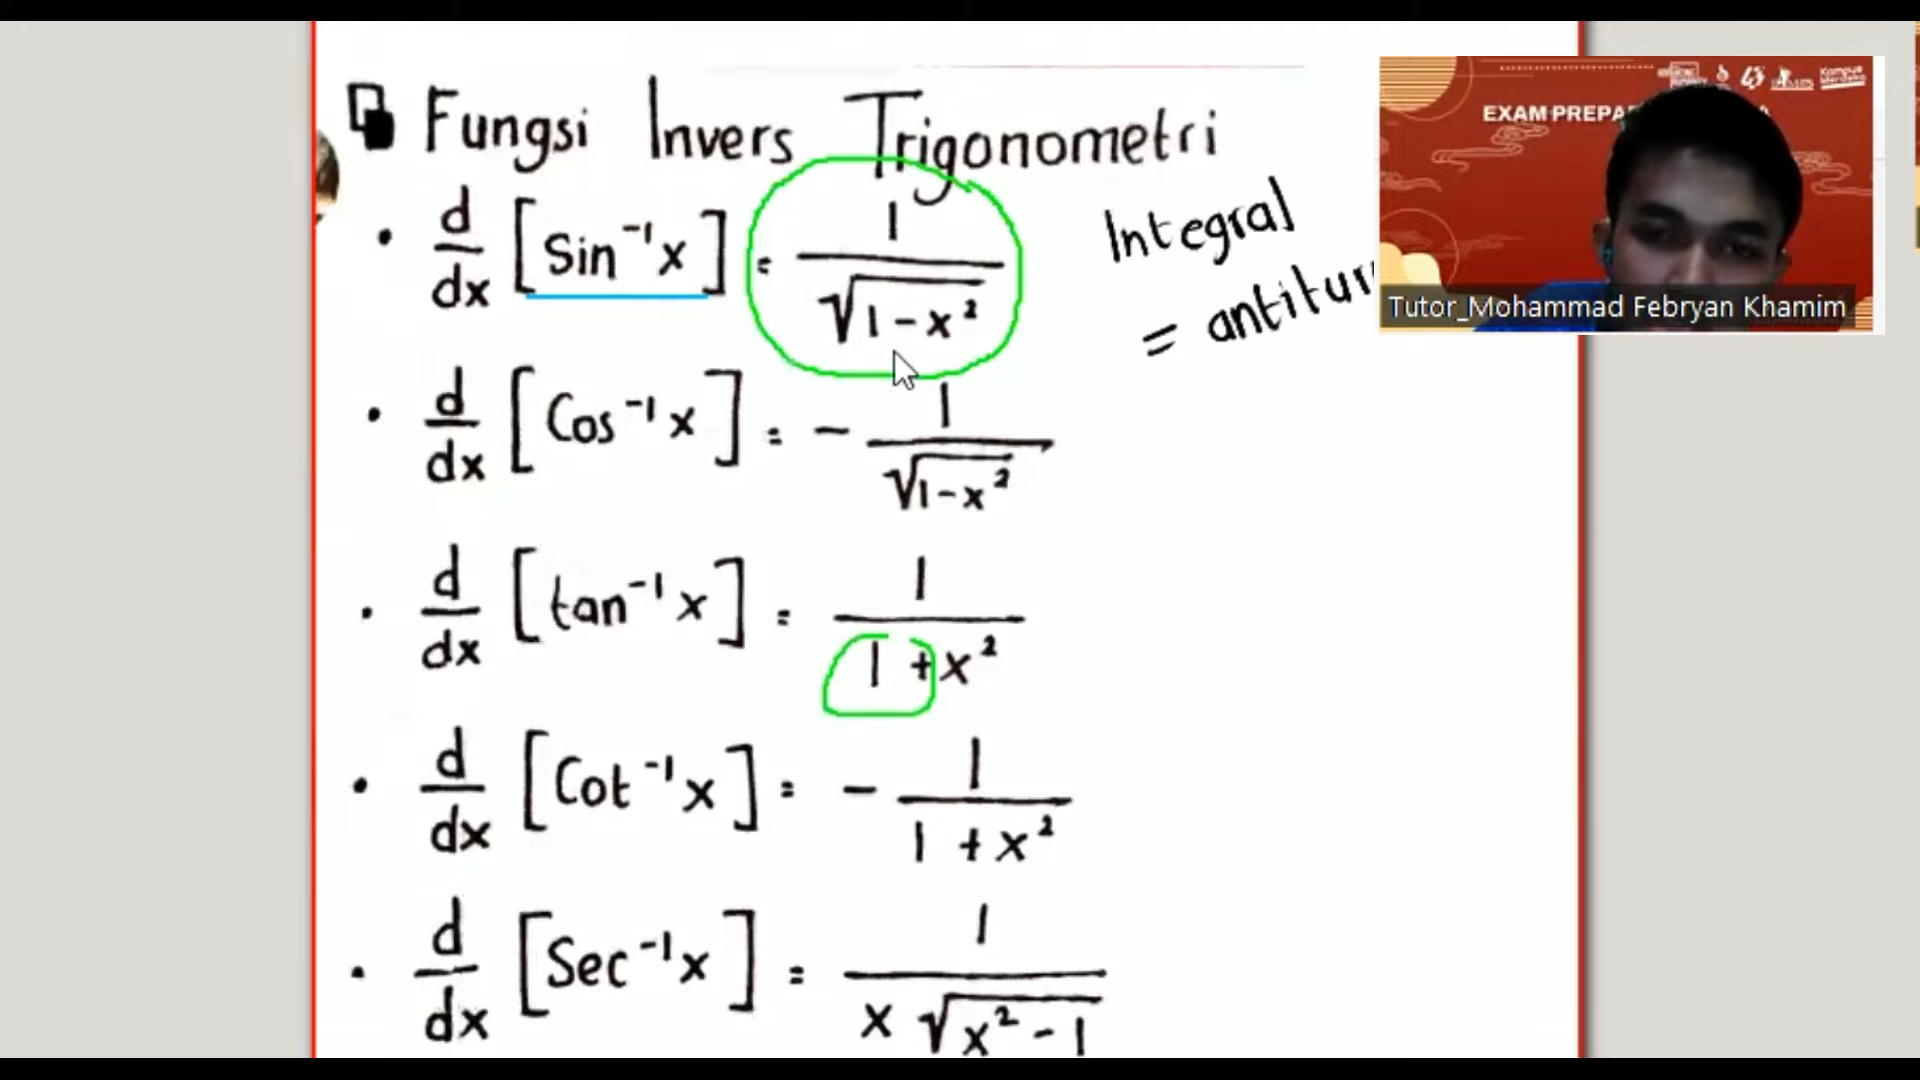 Fungsi Invers Trigonometri
d/dx [Sin⁻¹x] = 1/√(1-x²)
d/dx [Cos⁻¹x] = - 1/√(1-x²)
d/dx [tan⁻¹x] = 1/(1+x²)
d/dx [Cot⁻¹x] = - 1/(1+x²)
d/dx [Sec⁻¹x] = 1/(x√(x²-1))
Integral
=
EXAM
Kampus
Merdeka
Tutor_Mohammad Febryan Khamim